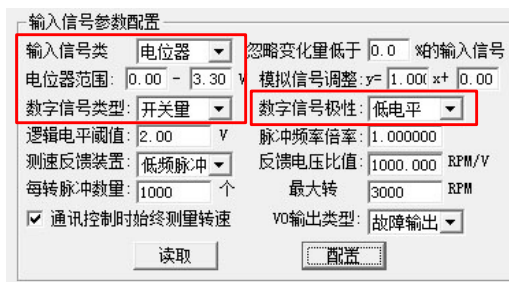 输入信号参数配置
输入信号类 电位器 忽略变化量低于 0.0 %的输入信号
电位器范围: 0.00 - 3.30 V 模拟信号调整: y= 1.00( x+ 0.00
数字信号类型: 开关量 数字信号极性: 低电平
逻辑电平阈值: 2.00 V 脉冲频率倍率: 1.000000
测速反馈装置: 低频脉冲 反馈电压比值: 1000.000 RPM/V
每转脉冲数量: 1000 个 最大转 3000 RPM
通讯控制时始终测量转速 VO输出类型: 故障输出
读取 配置